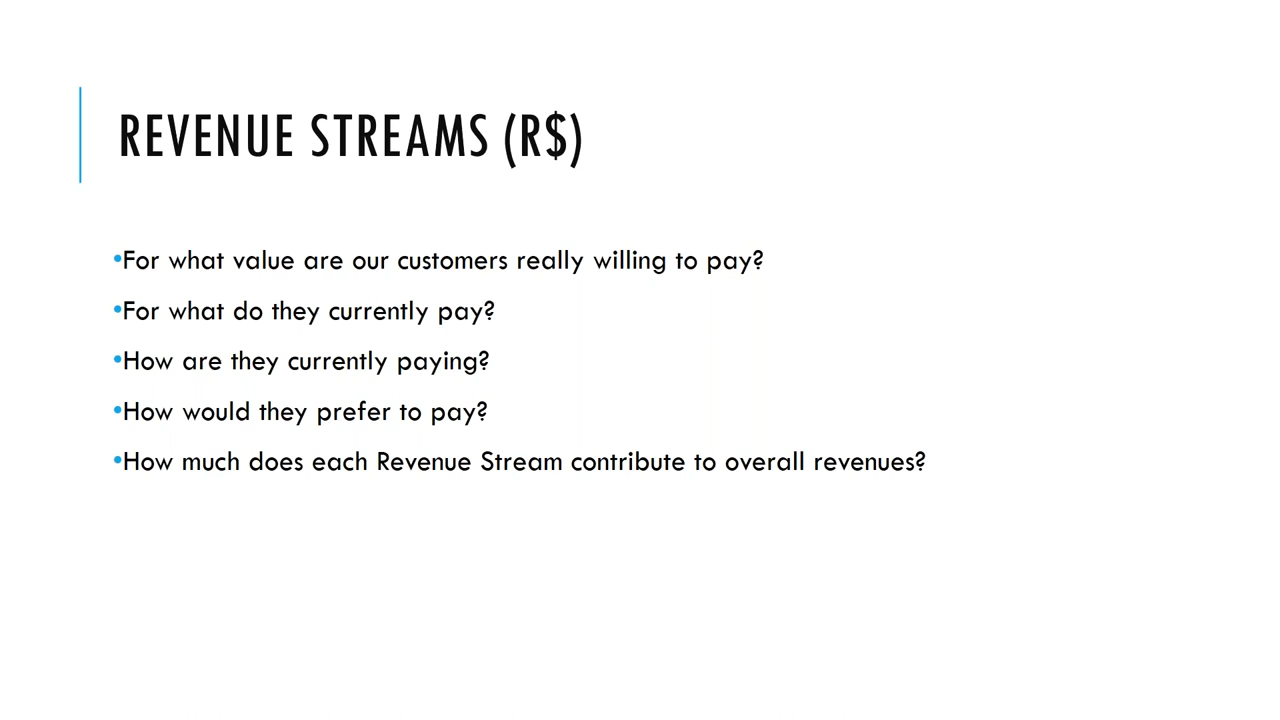 REVENUE STREAMS (R$)
•For what value are our customers really willing to pay?
•For what do they currently pay?
•How are they currently paying?
•How would they prefer to pay?
•How much does each Revenue Stream contribute to overall revenues?